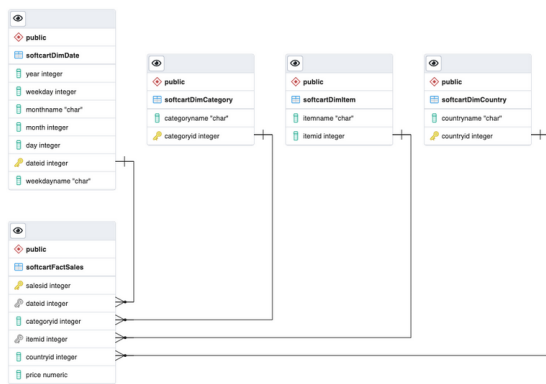 public
softcartDimDate
year integer
weekday integer
monthname "char"
month integer
day integer
dateid integer
weekdayname "char"
public
softcartDimCategory
categoryname "char"
categoryid integer
public
softcartDimItem
itemname "char"
itemid integer
public
softcartDimCountry
countryname "char"
countryid integer
public
softcartFactSales
salesid integer
dateid integer
categoryid integer
itemid integer
countryid integer
price numeric